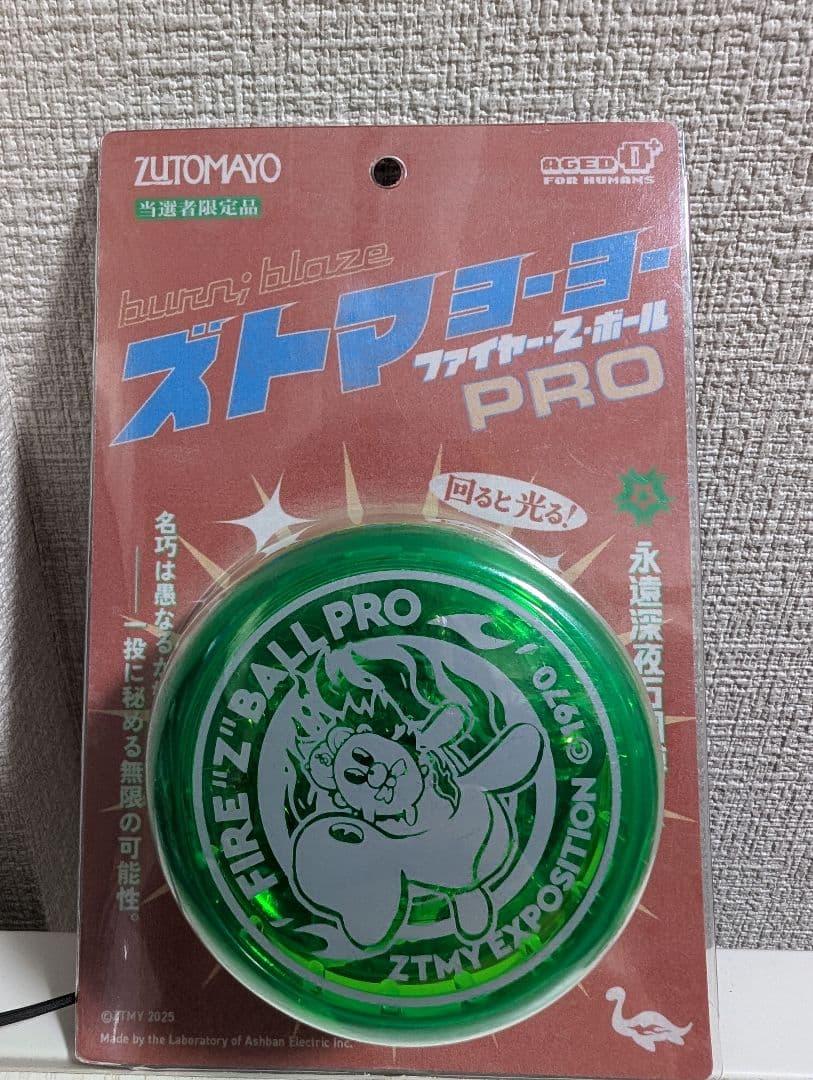 ZUTOMAYO
当選者限定品
AGED 0+
FOR HUMANS
burn; blaze
ズトマヨーヨー
ファイヤー・Z・ボール
PRO
回ると光る!
永遠深夜
名巧は愚なるが
一投に秘める無限の可能性。
FIRE "Z" BALL PRO
ZTMY EXPOSITION ©1970
©ZTMY 2025
Made by the Laboratory of Ashban Electric Inc.